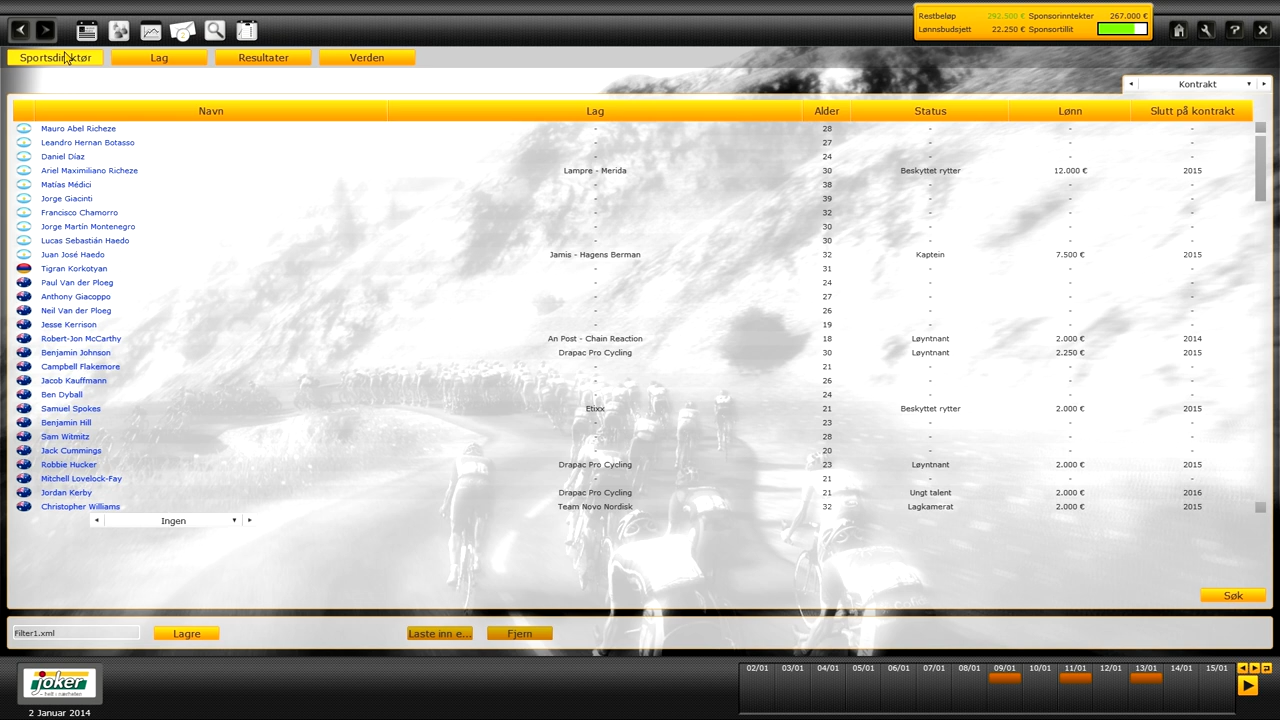 Restbeløp 292.500 € Sponsorinntekter 267.000 €
Lønnsbudsjett 22.250 € Sponsortillit
Sportsdirektør Lag Resultater Verden
Kontrakt
Navn Lag Alder Status Lønn Slutt på kontrakt
Mauro Abel Richeze - 28 - - -
Leandro Hernan Botasso - 27 - - -
Daniel Díaz - 24 - - -
Ariel Maximiliano Richeze Lampre - Merida 30 Beskyttet rytter 12.000 € 2015
Matías Médici - 38 - - -
Jorge Giacinti - 39 - - -
Francisco Chamorro - 32 - - -
Jorge Martín Montenegro - 30 - - -
Lucas Sebastián Haedo - 30 - - -
Juan José Haedo Jamis - Hagens Berman 32 Kaptein 7.500 € 2015
Tigran Korkotyan - 31 - - -
Paul Van der Ploeg - 24 - - -
Anthony Giacoppo - 27 - - -
Neil Van der Ploeg - 26 - - -
Jesse Kerrison - 19 - - -
Robert-Jon McCarthy An Post - Chain Reaction 18 Løyntnant 2.000 € 2014
Benjamin Johnson Drapac Pro Cycling 30 Løyntnant 2.250 € 2015
Campbell Flakemore - 21 - - -
Jacob Kauffmann - 26 - - -
Ben Dyball - 24 - - -
Samuel Spokes Etixx 21 Beskyttet rytter 2.000 € 2015
Benjamin Hill - 23 - - -
Sam Witmitz - 28 - - -
Jack Cummings - 20 - - -
Robbie Hucker Drapac Pro Cycling 23 Løyntnant 2.000 € 2015
Mitchell Lovelock-Fay - 21 - - -
Jordan Kerby Drapac Pro Cycling 21 Ungt talent 2.000 € 2016
Christopher Williams Team Novo Nordisk 32 Lagkamerat 2.000 € 2015
Ingen
Søk
Filter1.xml Lagre Laste inn e... Fjern
02/01 03/01 04/01 05/01 06/01 07/01 08/01 09/01 10/01 11/01 12/01 13/01 14/01 15/01
joker
2 Januar 2014